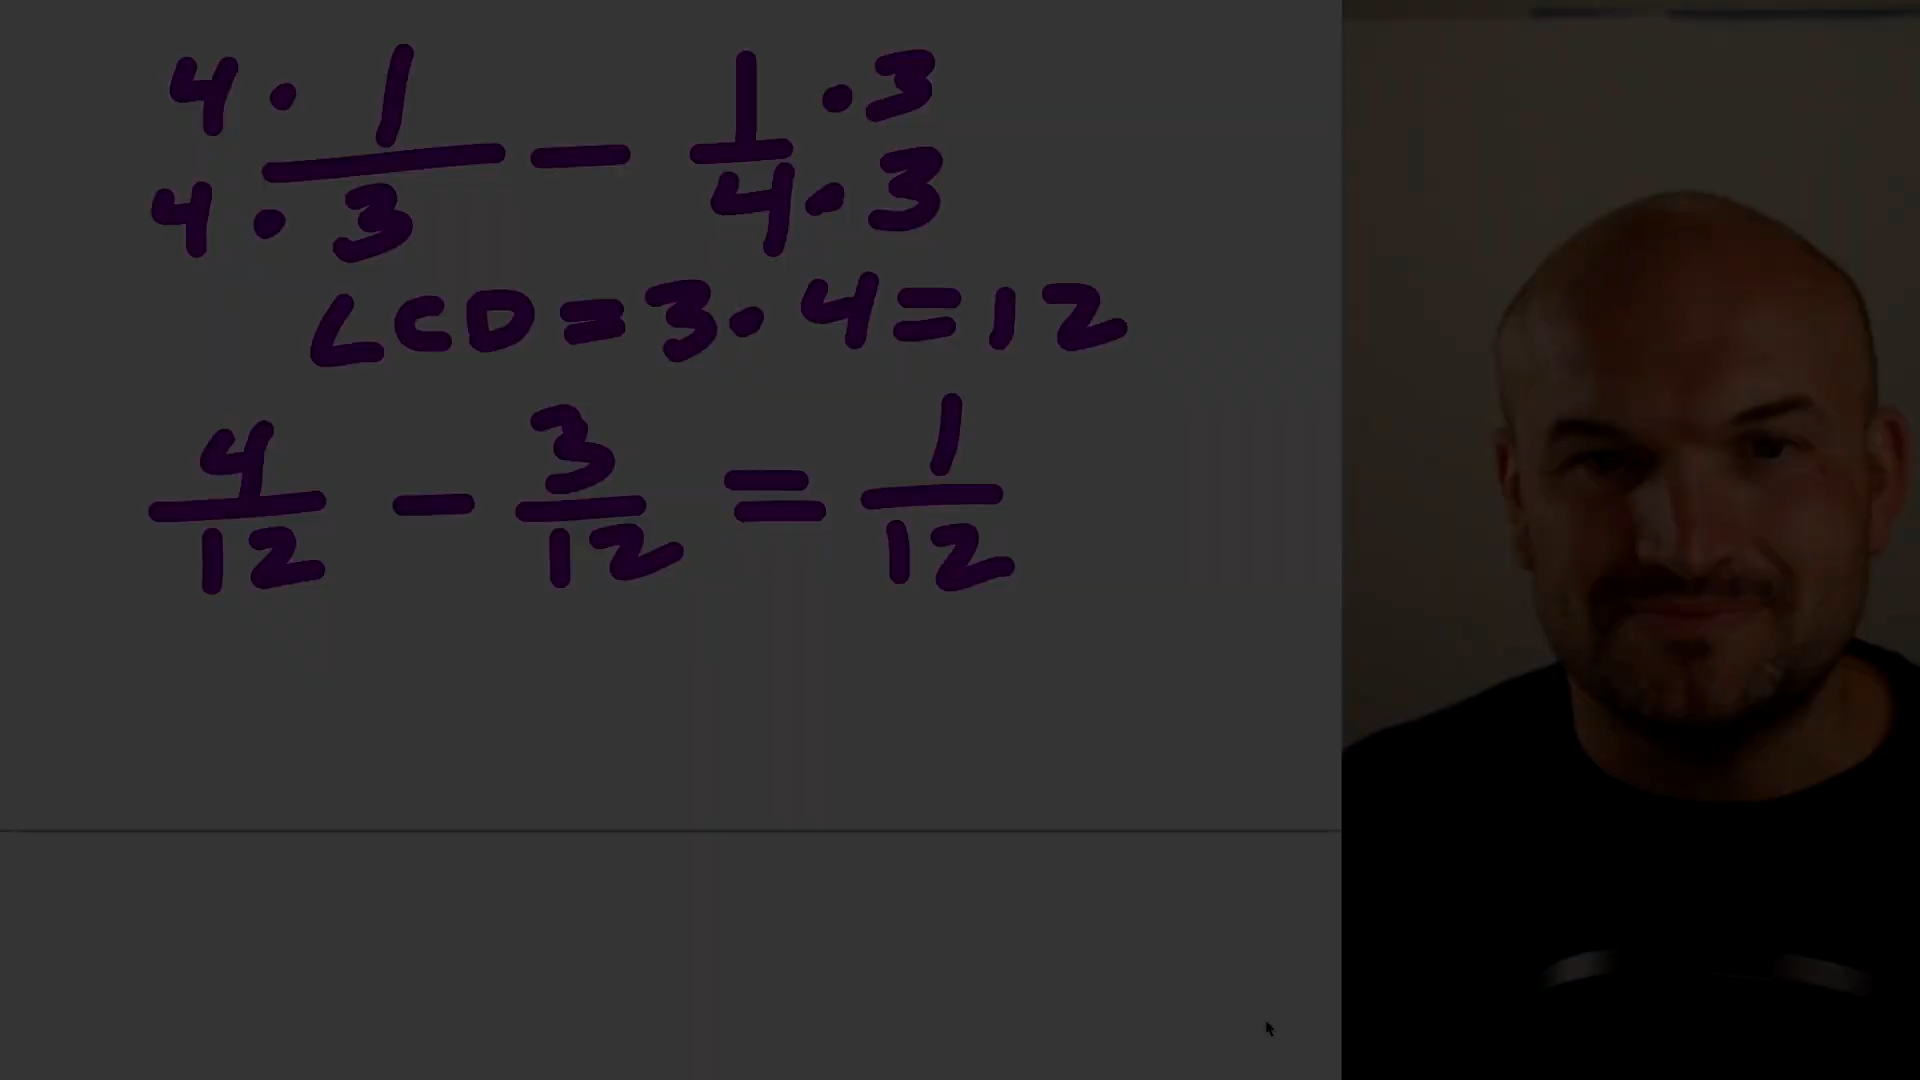 4 · 1/4 · 3 − 1 · 3/4 · 3
LCD = 3 · 4 = 12
4/12 − 3/12 = 1/12